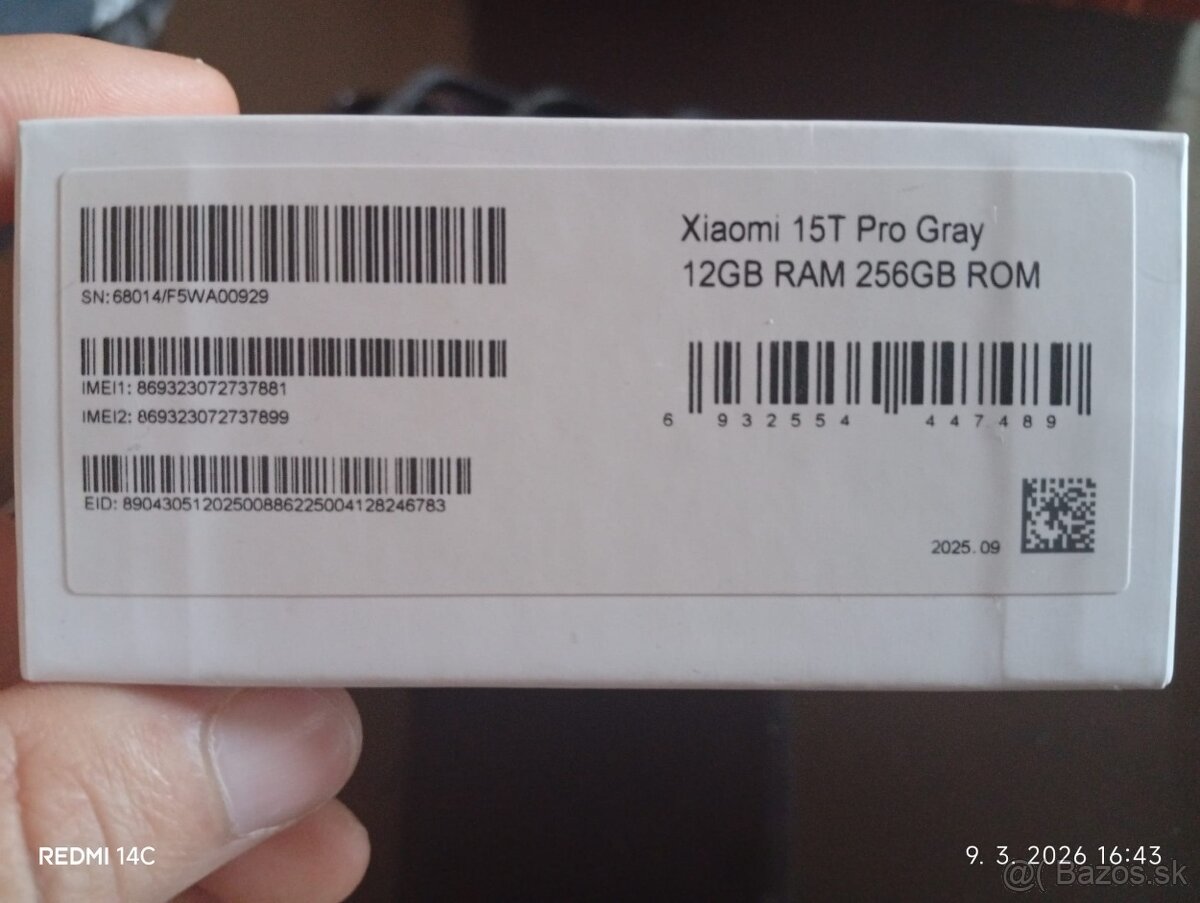 SN: 68014/F5WA00929
IMEI1: 869323072737881
IMEI2: 869323072737899
EID: 89043051202500886225004128246783
Xiaomi 15T Pro Gray
12GB RAM 256GB ROM
6 932554 447489
2025.09
REDMI 14C
9. 3. 2026 16:43
Bazos.sk